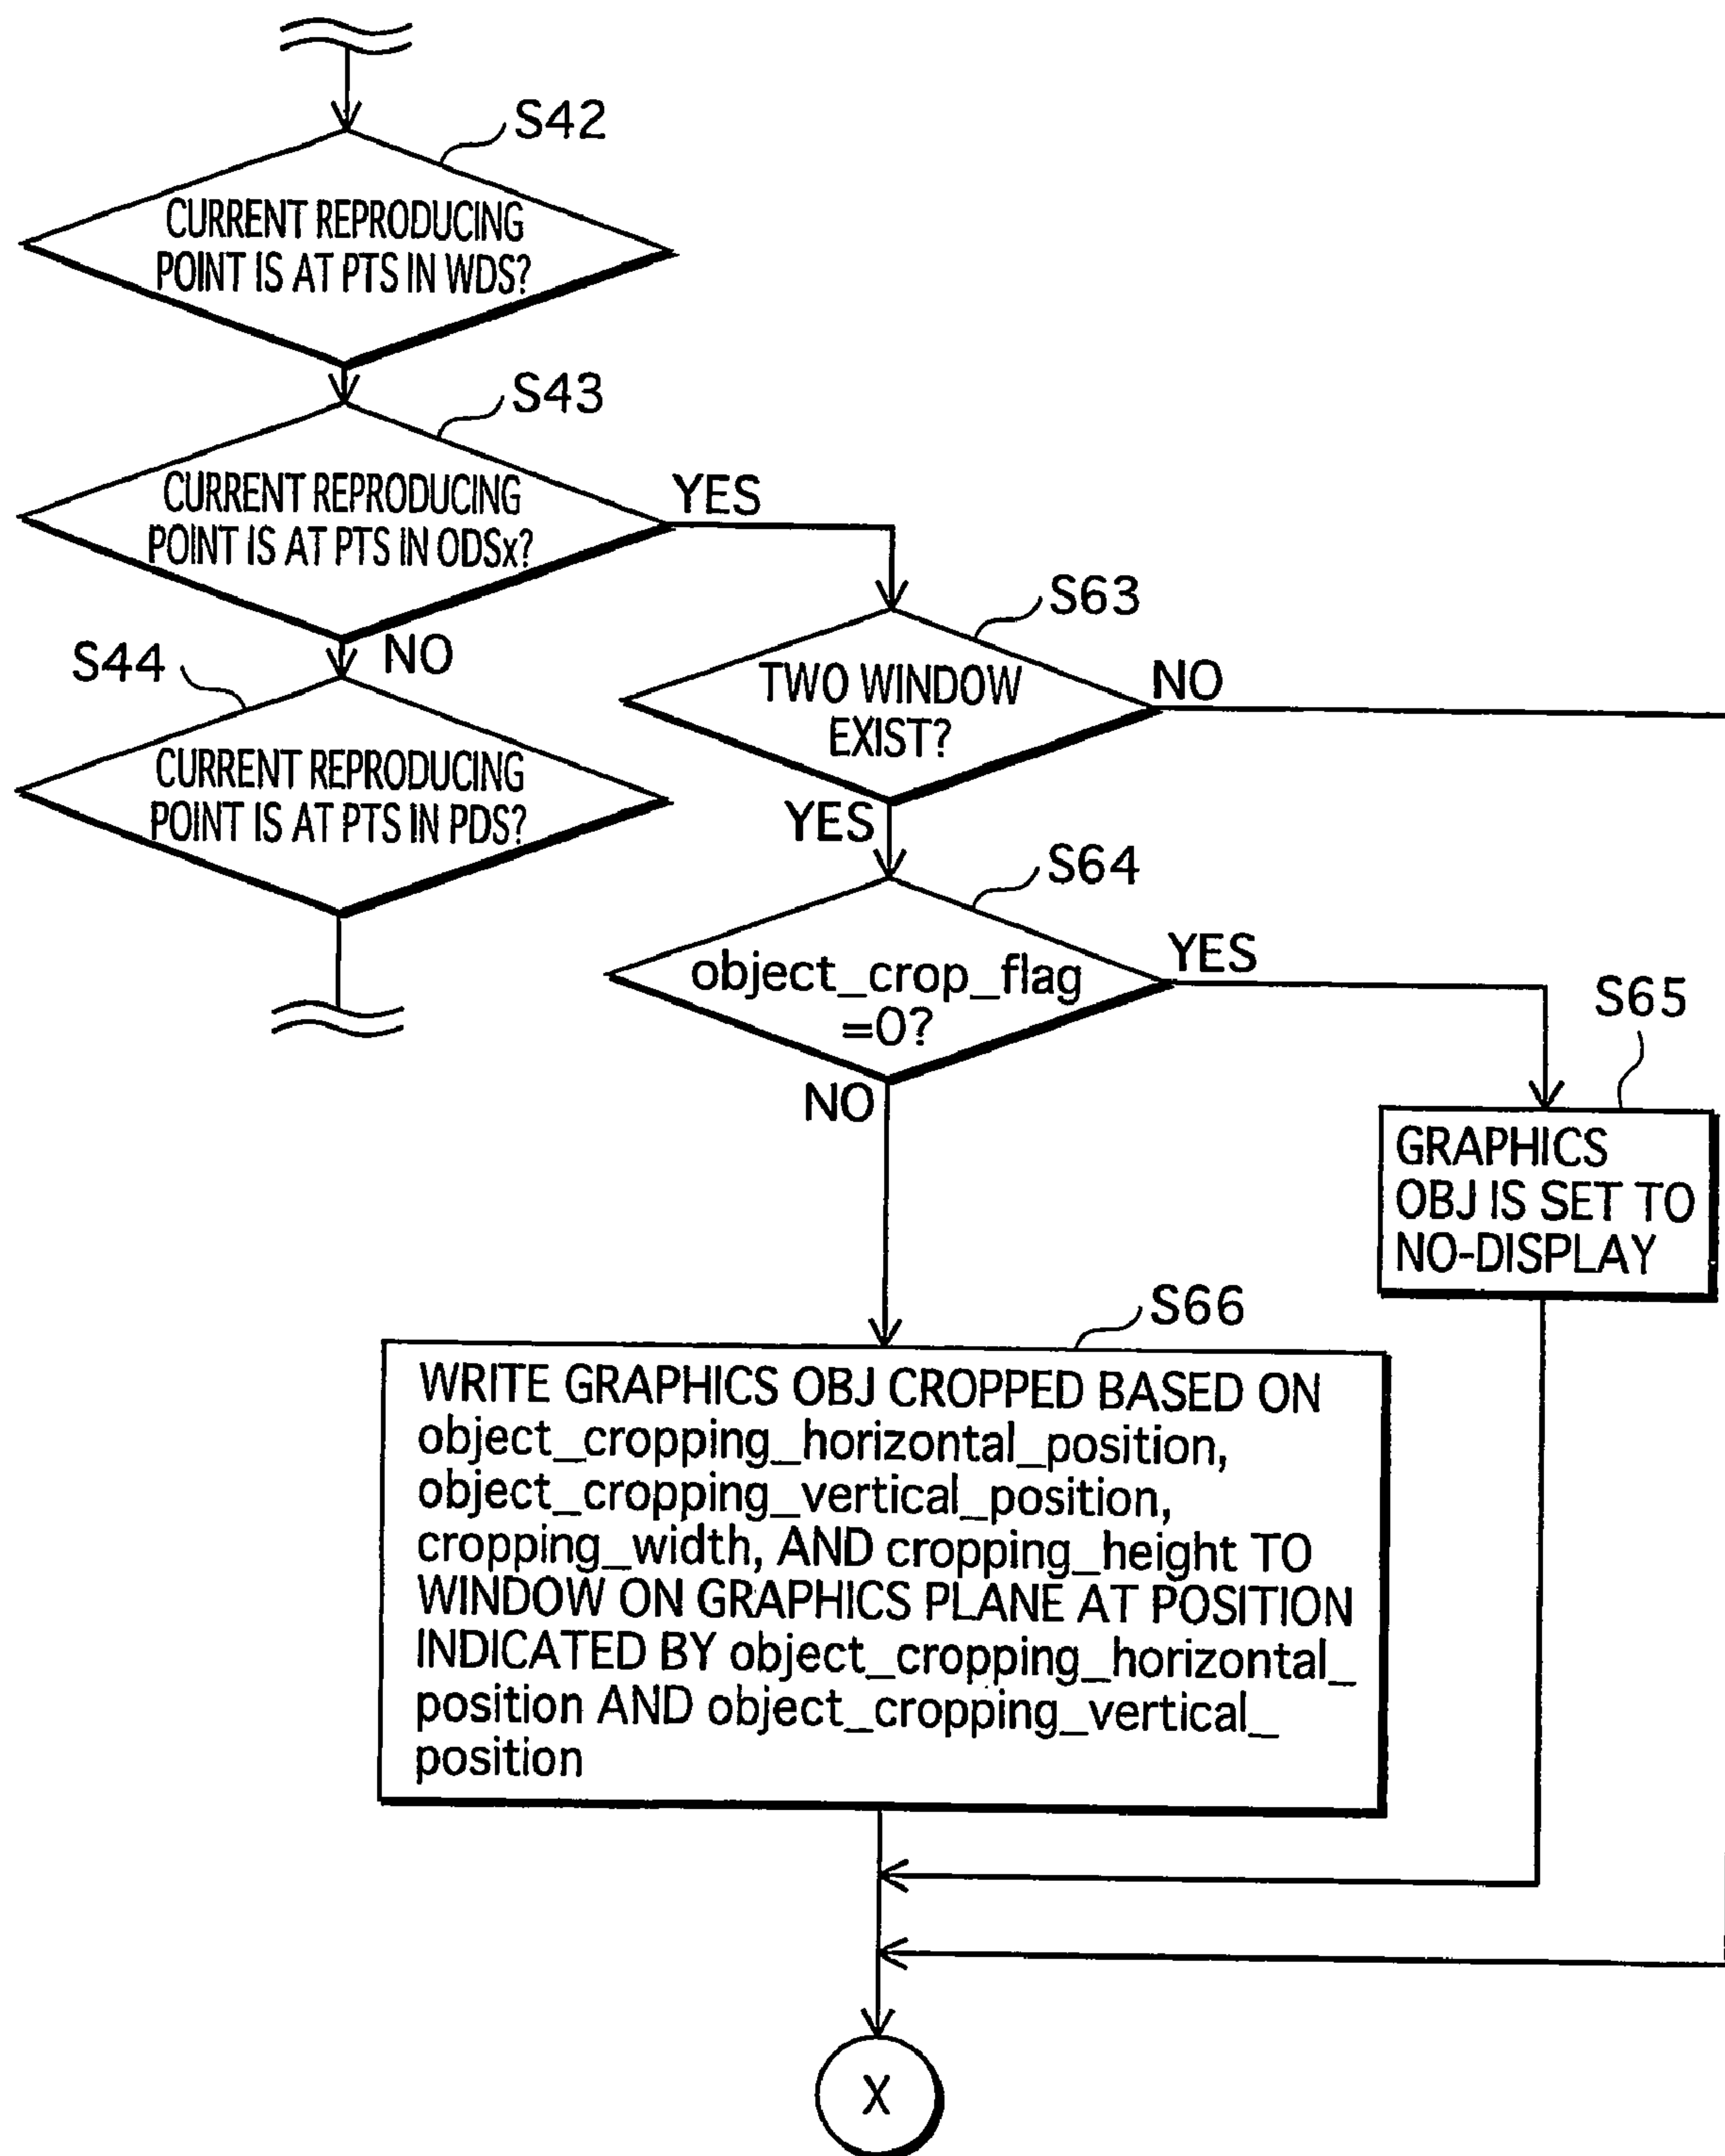 S42
CURRENT REPRODUCING
POINT IS AT PTS IN WDS?
S43
CURRENT REPRODUCING
POINT IS AT PTS IN ODSx?
YES
NO
S44
CURRENT REPRODUCING
POINT IS AT PTS IN PDS?
S63
TWO WINDOW
EXIST?
NO
YES
S64
object_crop_flag
=0?
YES
NO
S65
GRAPHICS
OBJ IS SET TO
NO-DISPLAY
S66
WRITE GRAPHICS OBJ CROPPED BASED ON
object_cropping_horizontal_position,
object_cropping_vertical_position,
cropping_width, AND cropping_height TO
WINDOW ON GRAPHICS PLANE AT POSITION
INDICATED BY object_cropping_horizontal_
position AND object_cropping_vertical_
position
X